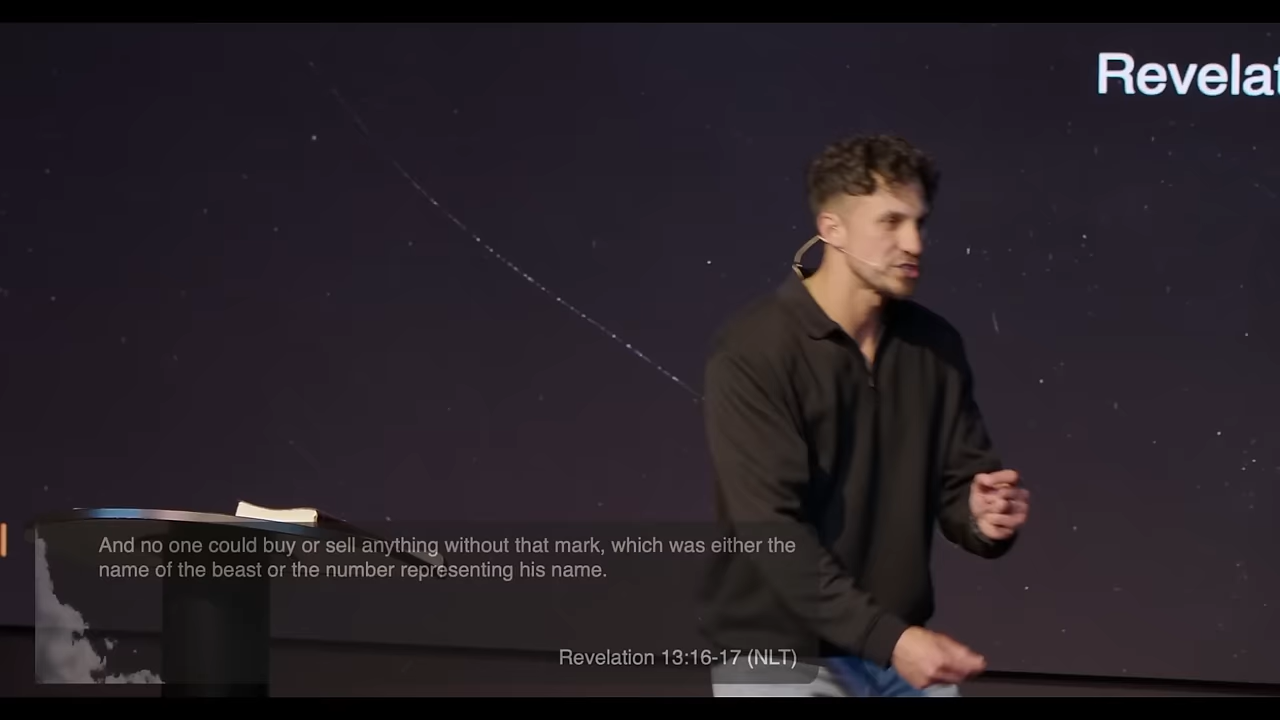 Revelat
And no one could buy or sell anything without that mark, which was either the
name of the beast or the number representing his name.
Revelation 13:16-17 (NLT)